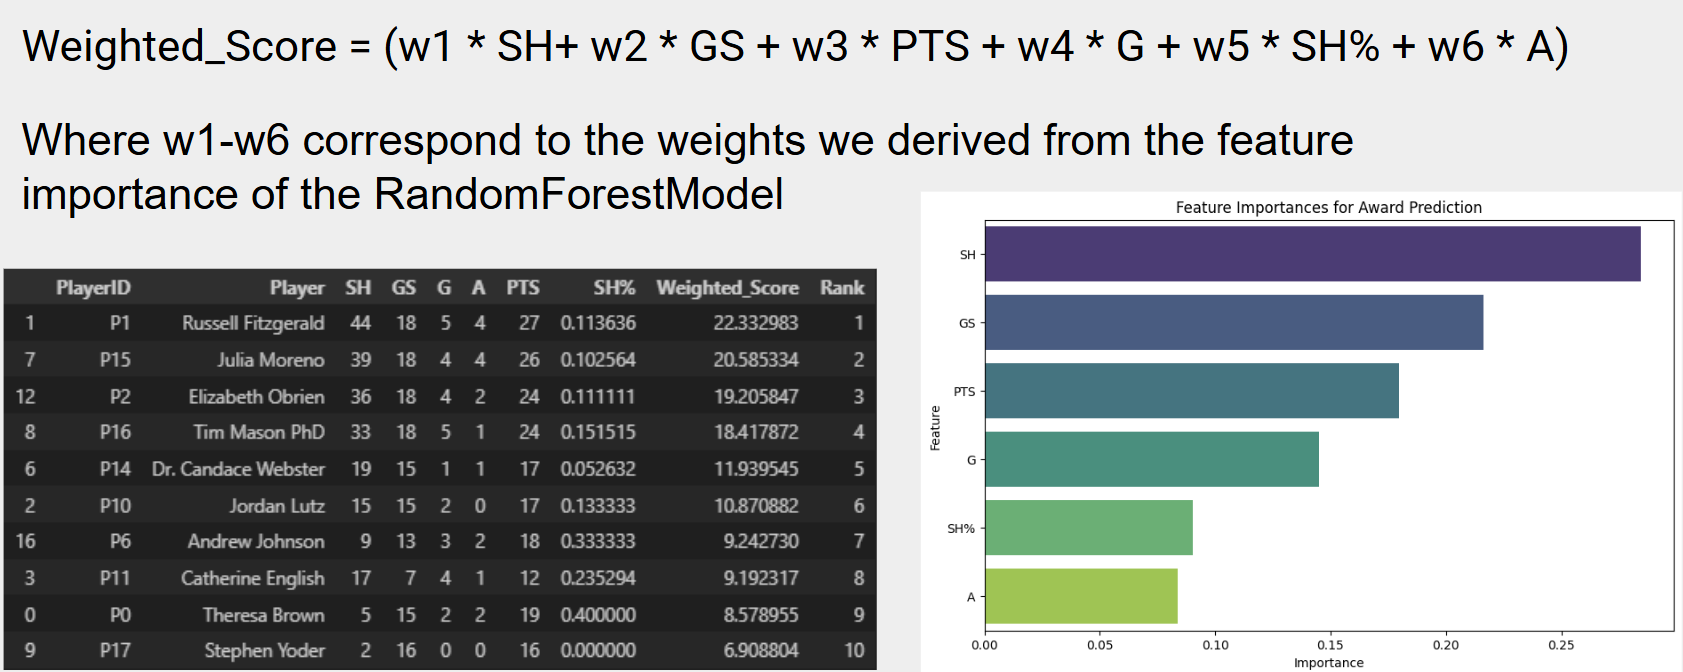 Weighted_Score = (w1 * SH+ w2 * GS + w3 * PTS + w4 * G + w5 * SH% + w6 * A)
Where w1-w6 correspond to the weights we derived from the feature
importance of the RandomForestModel
PlayerID Player SH GS G A PTS SH% Weighted_Score Rank
1 P1 Russell Fitzgerald 44 18 5 4 27 0.113636 22.332983 1
7 P15 Julia Moreno 39 18 4 4 26 0.102564 20.585334 2
12 P2 Elizabeth Obrien 36 18 4 2 24 0.111111 19.205847 3
8 P16 Tim Mason PhD 33 18 5 1 24 0.151515 18.417872 4
6 P14 Dr. Candace Webster 19 15 1 1 17 0.052632 11.939545 5
2 P10 Jordan Lutz 15 15 2 0 17 0.133333 10.870882 6
16 P6 Andrew Johnson 9 13 3 2 18 0.333333 9.242730 7
3 P11 Catherine English 17 7 4 1 12 0.235294 9.192317 8
0 P0 Theresa Brown 5 15 2 2 19 0.400000 8.578955 9
9 P17 Stephen Yoder 2 16 0 0 16 0.000000 6.908804 10
Feature Importances for Award Prediction
SH
GS
PTS
G
SH%
A
Feature
0.00 0.05 0.10 0.15 0.20 0.25
Importance